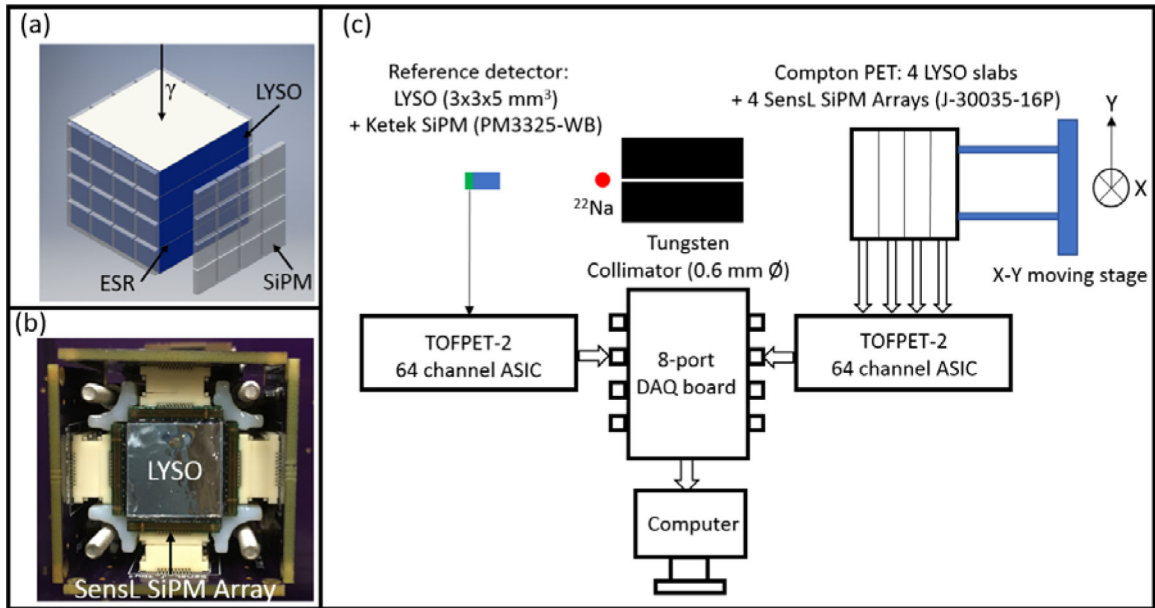 (a)
γ
LYSO
ESR
SiPM
(b)
LYSO
SensL SiPM Array
(c)
Reference detector:
LYSO (3x3x5 mm³)
+ Ketek SiPM (PM3325-WB)
Compton PET: 4 LYSO slabs
+ 4 SensL SiPM Arrays (J-30035-16P)
Y
X
²²Na
Tungsten
Collimator (0.6 mm Ø)
X-Y moving stage
TOFPET-2
64 channel ASIC
8-port
DAQ board
TOFPET-2
64 channel ASIC
Computer